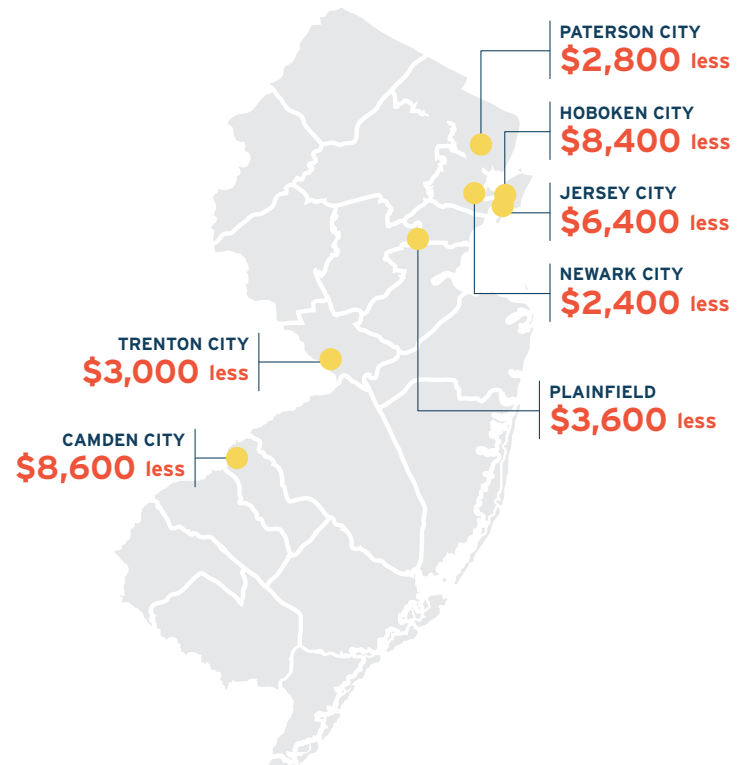 PATERSON CITY
$2,800 less
HOBOKEN CITY
$8,400 less
JERSEY CITY
$6,400 less
NEWARK CITY
$2,400 less
TRENTON CITY
$3,000 less
PLAINFIELD
$3,600 less
CAMDEN CITY
$8,600 less